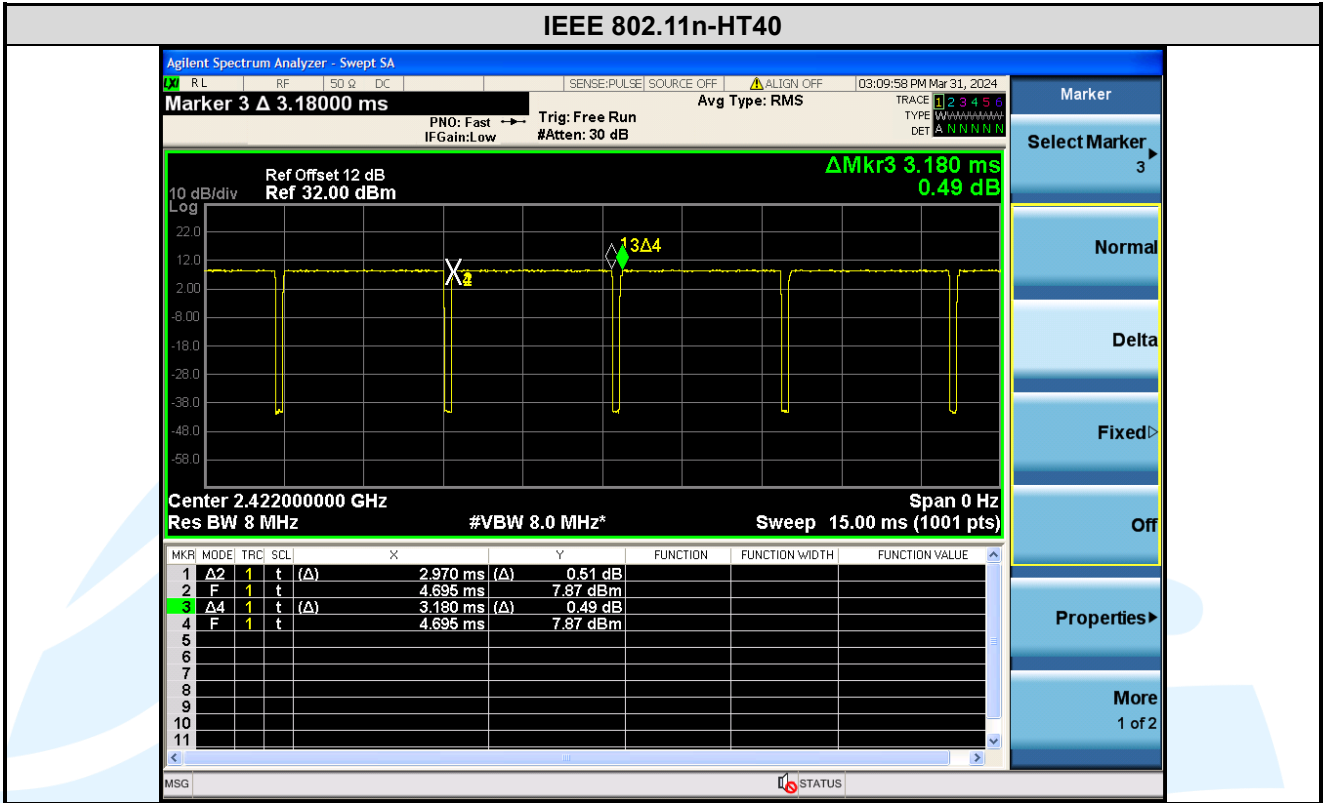 IEEE 802.11n-HT40
Agilent Spectrum Analyzer - Swept SA
LXI RL RF 50 Ω DC SENSE:PULSE SOURCE OFF ALIGN OFF 03:09:58 PM Mar 31, 2024
Marker 3 Δ 3.18000 ms
PNO: Fast
IFGain:Low
Trig: Free Run
#Atten: 30 dB
Avg Type: RMS
TRACE 1 2 3 4 5 6
TYPE W
DET A N N N N N
ΔMkr3 3.180 ms
0.49 dB
Ref Offset 12 dB
10 dB/div Ref 32.00 dBm
Log
22.0
12.0
2.00
-8.00
-18.0
-28.0
-38.0
-48.0
-58.0
13Δ4
X2
Center 2.422000000 GHz Span 0 Hz
Res BW 8 MHz #VBW 8.0 MHz* Sweep 15.00 ms (1001 pts)
MKR MODE TRC SCL X Y FUNCTION FUNCTION WIDTH FUNCTION VALUE
1 Δ2 1 t (Δ) 2.970 ms (Δ) 0.51 dB
2 F 1 t 4.695 ms 7.87 dBm
3 Δ4 1 t (Δ) 3.180 ms (Δ) 0.49 dB
4 F 1 t 4.695 ms 7.87 dBm
5
6
7
8
9
10
11
MSG STATUS
Marker
Select Marker
3
Normal
Delta
Fixed
Off
Properties
More
1 of 2